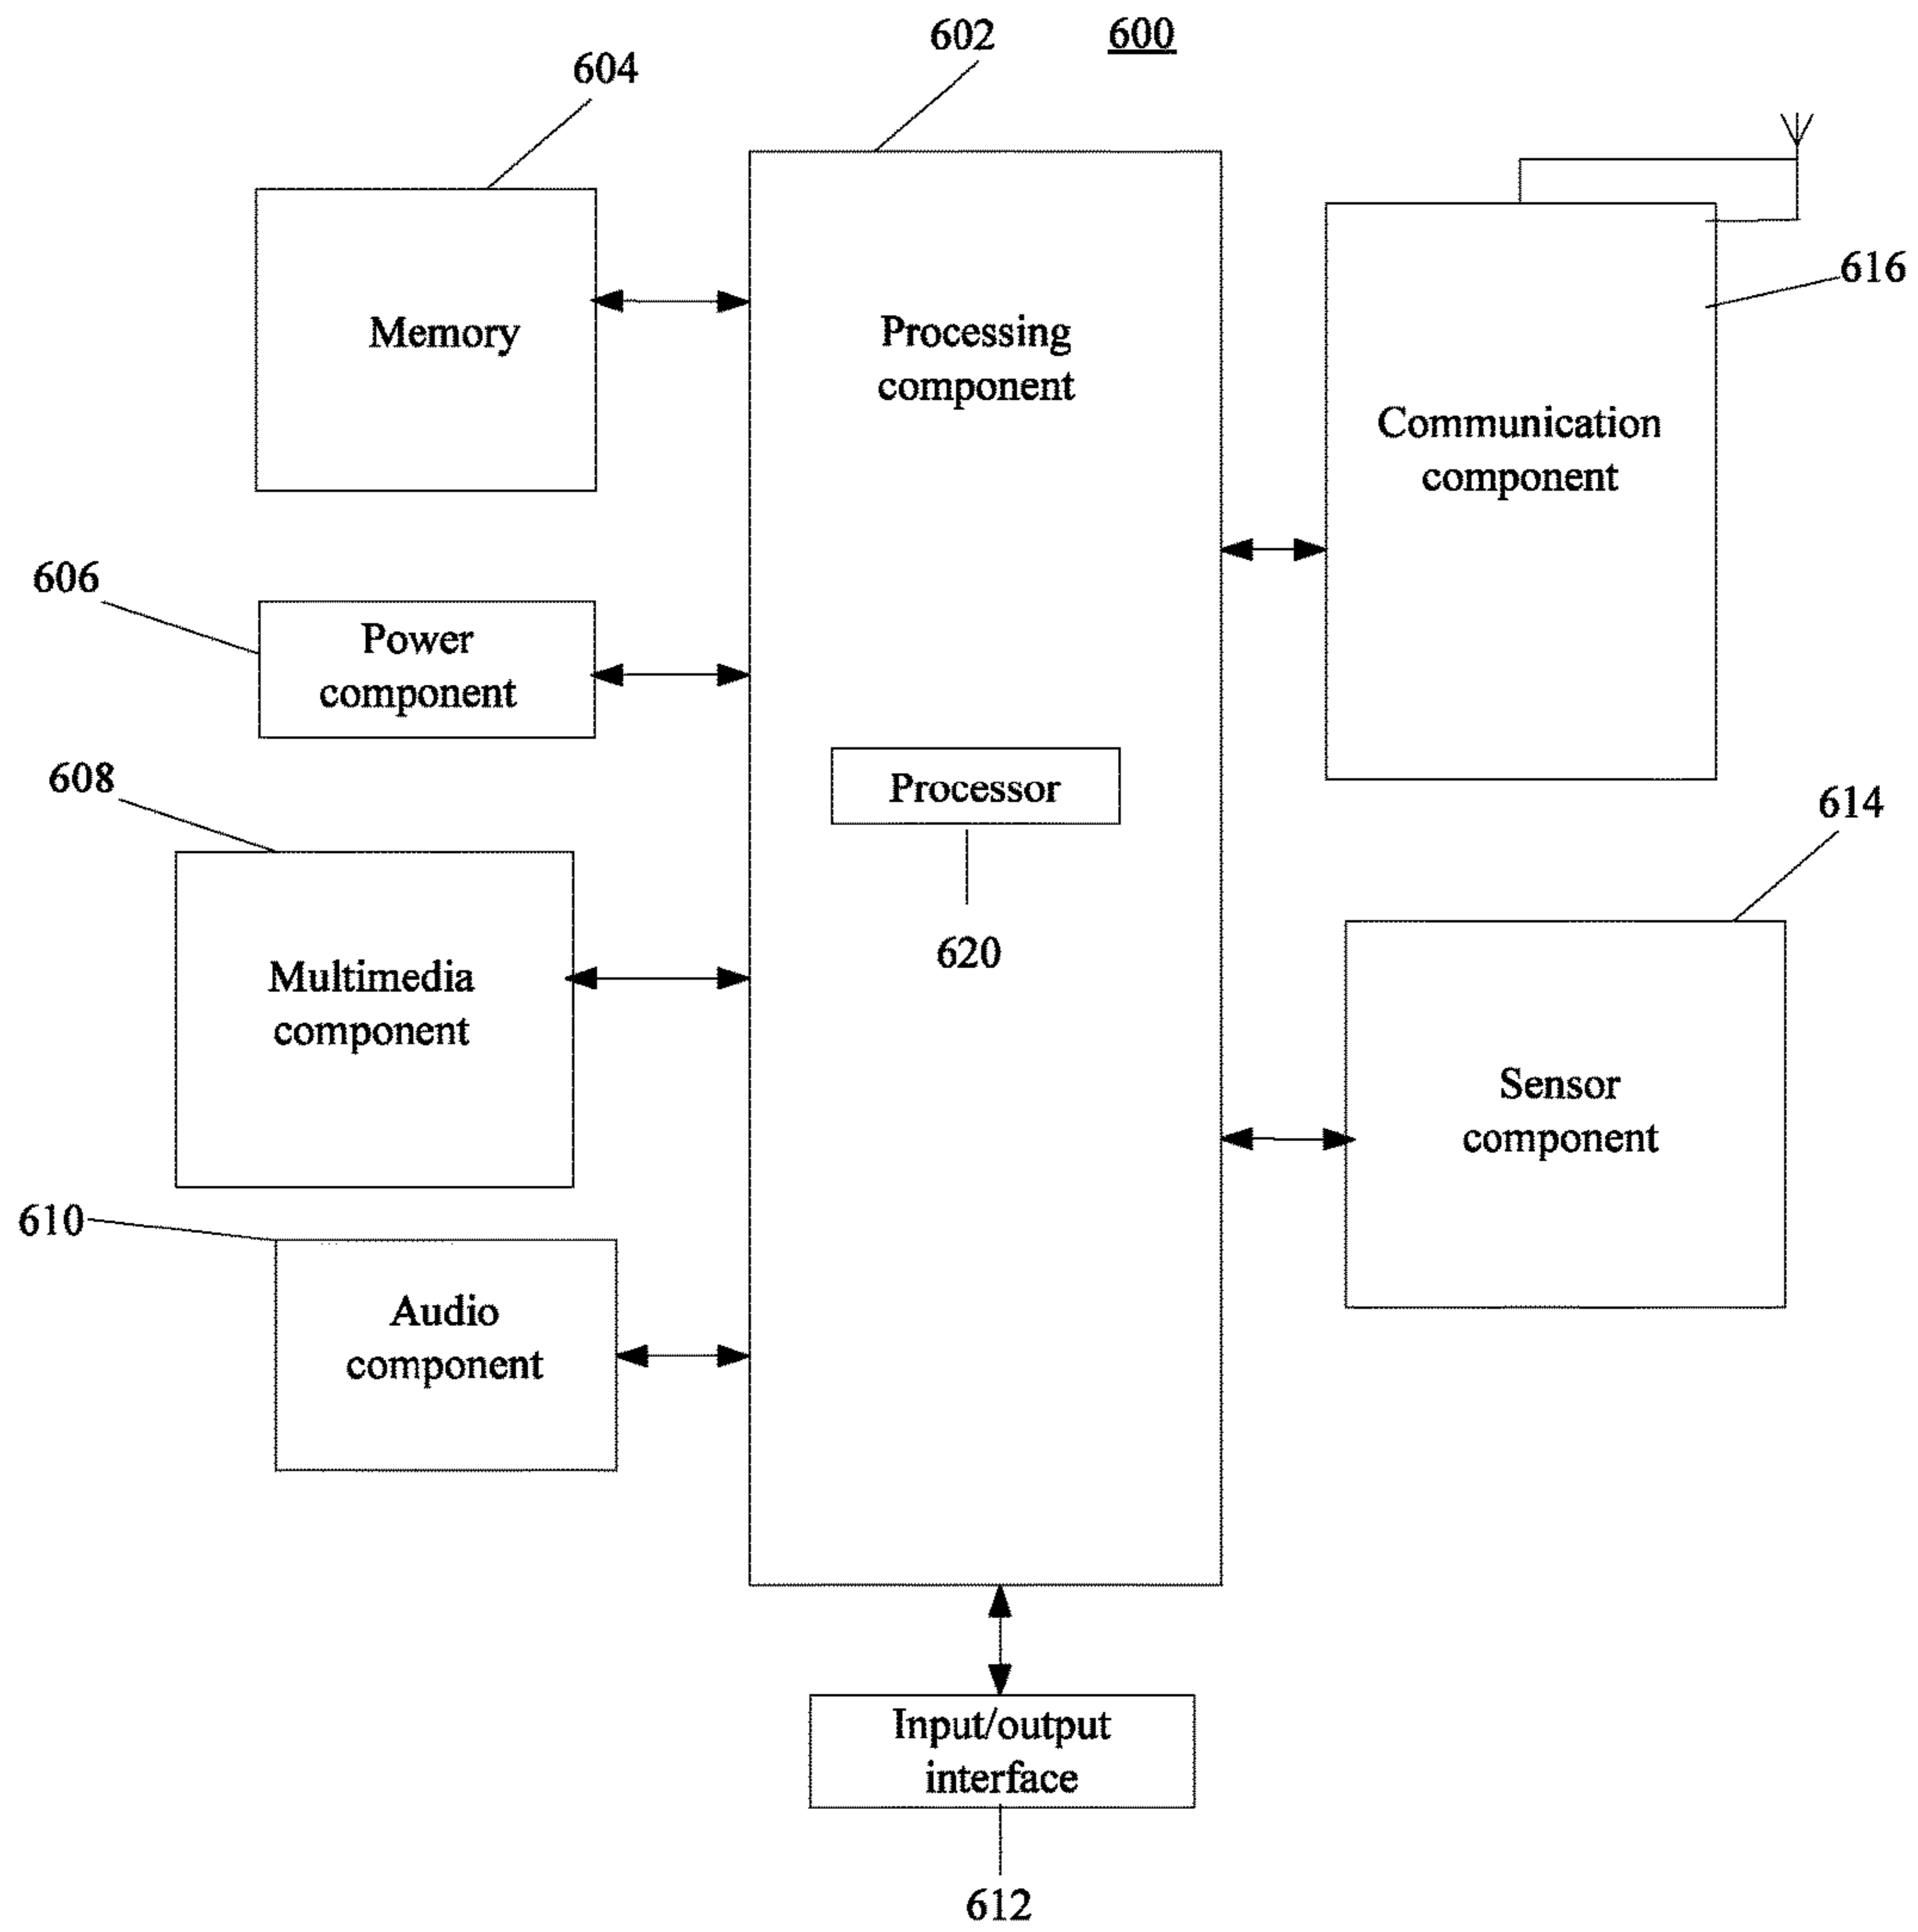 602
600
604
616
Memory
Processing
component
Communication
component
606
Power
component
608
Processor
614
620
Multimedia
component
Sensor
component
610
Audio
component
Input/output
interface
612